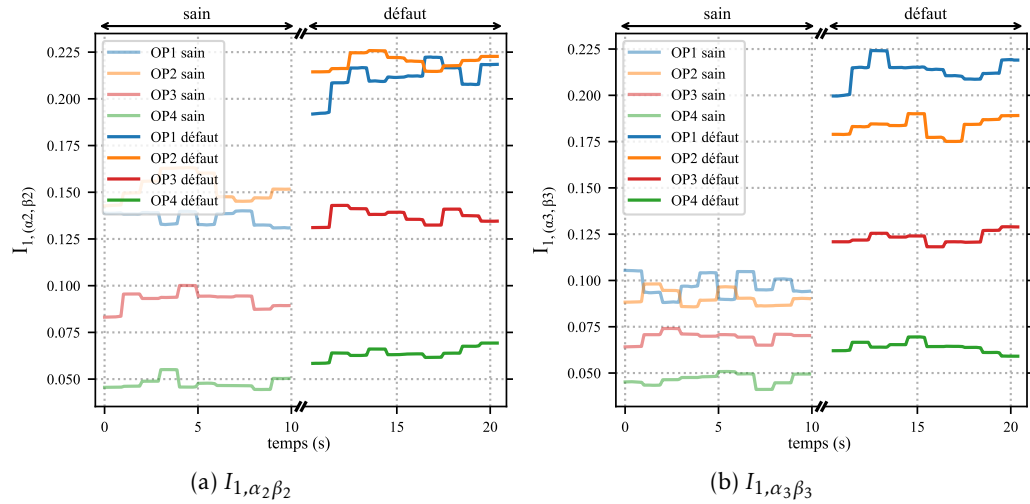 sain défaut
0.225
0.200
0.175
0.150
0.125
0.100
0.075
0.050
I1, (α2, β2)
OP1 sain
OP2 sain
OP3 sain
OP4 sain
OP1 défaut
OP2 défaut
OP3 défaut
OP4 défaut
0 5 10 15 20
temps (s)
(a) I1,α2β2
sain défaut
0.225
0.200
0.175
0.150
0.125
0.100
0.075
0.050
I1, (α3, β3)
OP1 sain
OP2 sain
OP3 sain
OP4 sain
OP1 défaut
OP2 défaut
OP3 défaut
OP4 défaut
0 5 10 15 20
temps (s)
(b) I1,α3β3